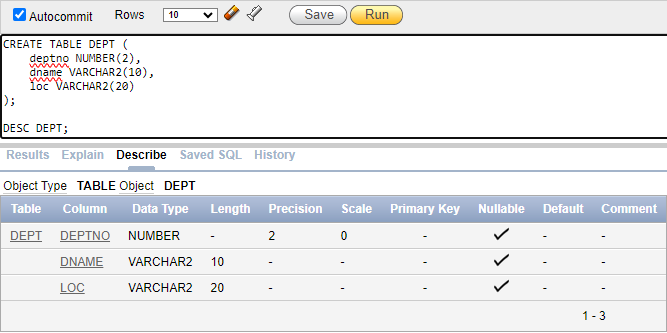 Autocommit Rows 10 Save Run
CREATE TABLE DEPT (
    deptno NUMBER(2),
    dname VARCHAR2(10),
    loc VARCHAR2(20)
);
DESC DEPT;
Results Explain Describe Saved SQL History
Object Type TABLE Object DEPT
Table Column Data Type Length Precision Scale Primary Key Nullable Default Comment
DEPT DEPTNO NUMBER - 2 0 - ✓ - -
DNAME VARCHAR2 10 - - - ✓ - -
LOC VARCHAR2 20 - - - ✓ - -
1 - 3